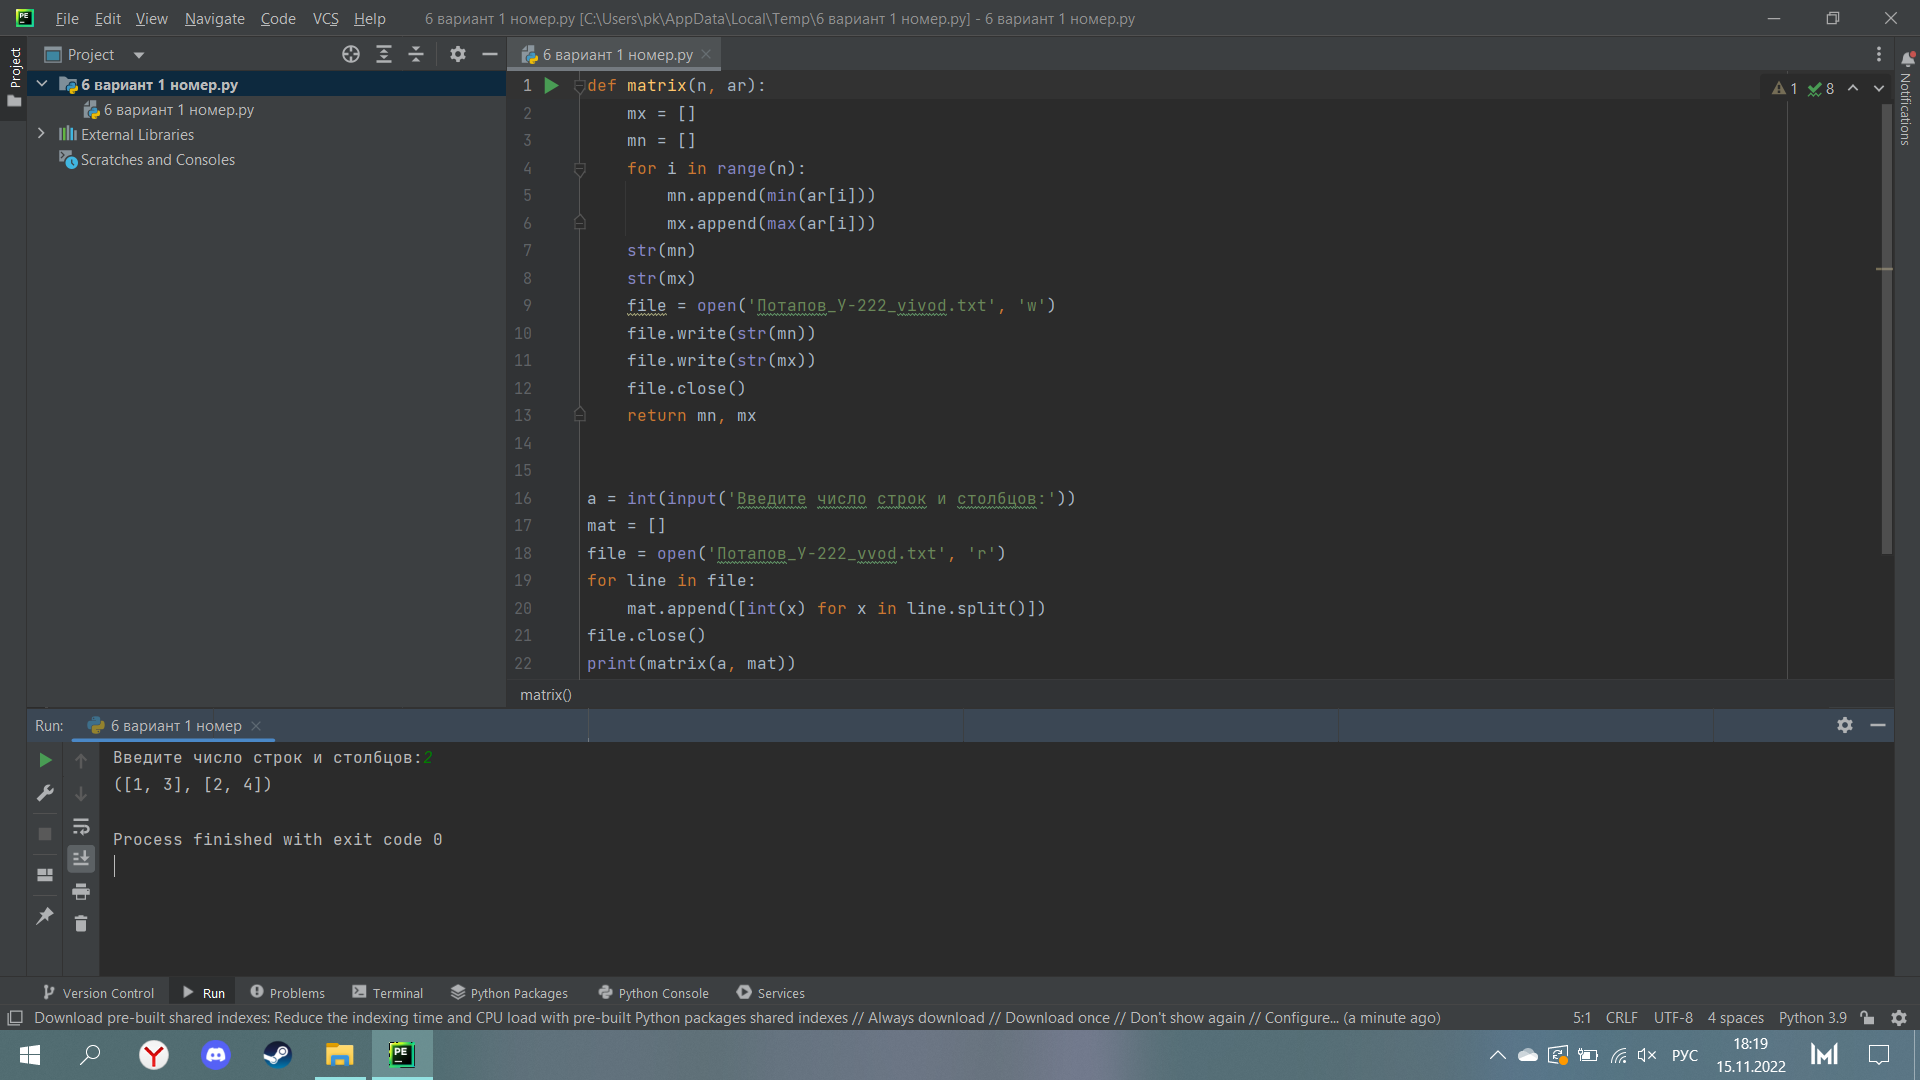 File Edit View Navigate Code VCS Help 6 вариант 1 номер.py [C:\Users\pk\AppData\Local\Temp\6 вариант 1 номер.py] - 6 вариант 1 номер.py
Project
Project
6 вариант 1 номер.py
6 вариант 1 номер.py
External Libraries
Scratches and Consoles
6 вариант 1 номер.py
1 8
Notifications
1 def matrix(n, ar):
2 mx = []
3 mn = []
4 for i in range(n):
5 mn.append(min(ar[i]))
6 mx.append(max(ar[i]))
7 str(mn)
8 str(mx)
9 file = open('Потапов_У-222_vivod.txt', 'w')
10 file.write(str(mn))
11 file.write(str(mx))
12 file.close()
13 return mn, mx
14
15
16 a = int(input('Введите число строк и столбцов:'))
17 mat = []
18 file = open('Потапов_У-222_vvod.txt', 'r')
19 for line in file:
20 mat.append([int(x) for x in line.split()])
21 file.close()
22 print(matrix(a, mat))
matrix()
Run: 6 вариант 1 номер
Введите число строк и столбцов:2
([1, 3], [2, 4])
Process finished with exit code 0
Version Control Run Problems Terminal Python Packages Python Console Services
Download pre-built shared indexes: Reduce the indexing time and CPU load with pre-built Python packages shared indexes // Always download // Download once // Don't show again // Configure... (a minute ago) 5:1 CRLF UTF-8 4 spaces Python 3.9
РУС 18:19
15.11.2022